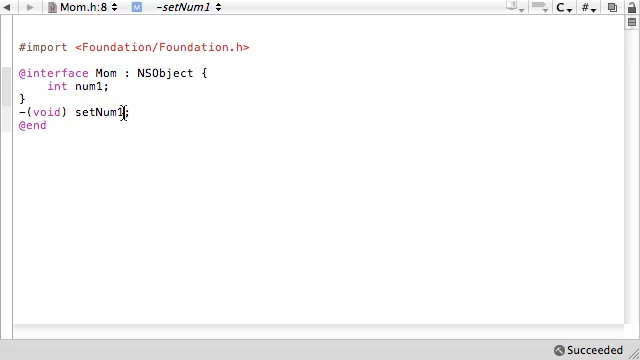 Mom.h:8 M -setNum1 C # 
#import <Foundation/Foundation.h>
@interface Mom : NSObject {
int num1;
}
-(void) setNum1;
@end
Succeeded